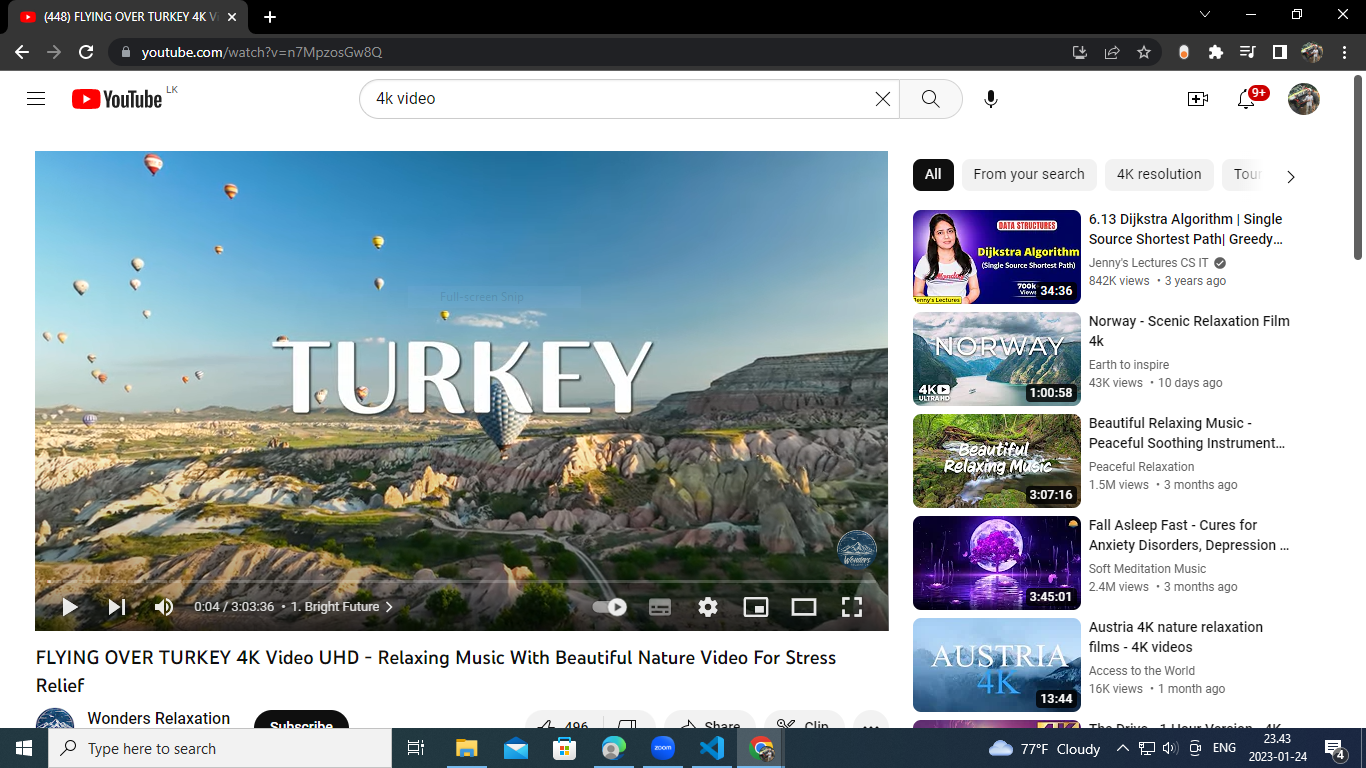 (448) FLYING OVER TURKEY 4K Vi
youtube.com/watch?v=n7MpzosGw8Q
YouTube LK
4k video
9+
Full-screen Snip
TURKEY
Wonders
0:04 / 3:03:36 • 1. Bright Future
FLYING OVER TURKEY 4K Video UHD - Relaxing Music With Beautiful Nature Video For Stress
Relief
Wonders Relaxation
Subscribe
496
Share
Clip
All
From your search
4K resolution
Tour
DATA STRUCTURES
Dijkstra Algorithm
(Single Source Shortest Path)
700k
Views
Jenny's Lectures
34:36
6.13 Dijkstra Algorithm | Single
Source Shortest Path| Greedy...
Jenny's Lectures CS IT
842K views • 3 years ago
NORWAY
4K
ULTRA HD
1:00:58
Norway - Scenic Relaxation Film
4k
Earth to inspire
43K views • 10 days ago
Beautiful
Relaxing Music
3:07:16
Beautiful Relaxing Music -
Peaceful Soothing Instrument...
Peaceful Relaxation
1.5M views • 3 months ago
3:45:01
Fall Asleep Fast - Cures for
Anxiety Disorders, Depression ...
Soft Meditation Music
2.4M views • 3 months ago
AUSTRIA
4K
13:44
Austria 4K nature relaxation
films - 4K videos
Access to the World
16K views • 1 month ago
The Drive - 1 Hour Version - 4K
Type here to search
zoom
77°F Cloudy
ENG
23.43
2023-01-24
4